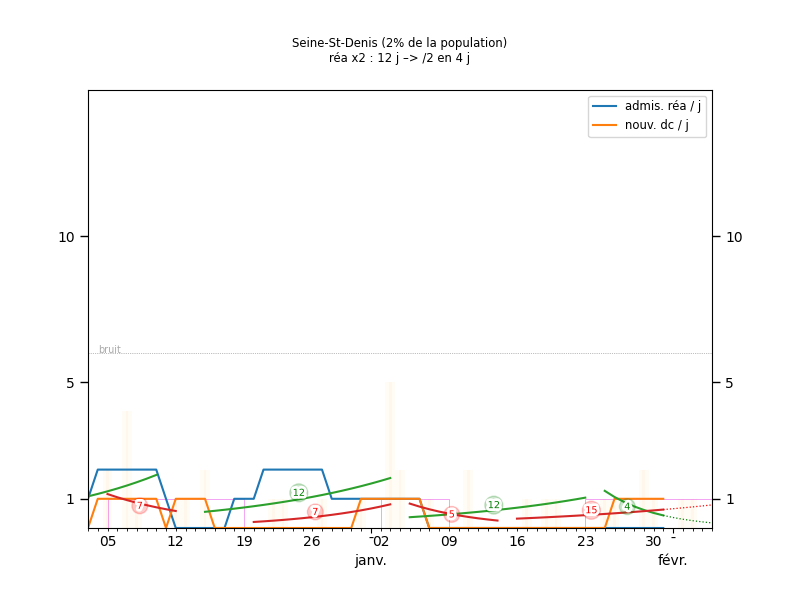 Seine-St-Denis (2% de la population)
réa x2 : 12 j –> /2 en 4 j
admis. réa / j
nouv. dc / j
10 10
bruit
5 5
12 7 7 5 12 15 4
1 1
05 12 19 26 02 09 16 23 30
janv. févr.